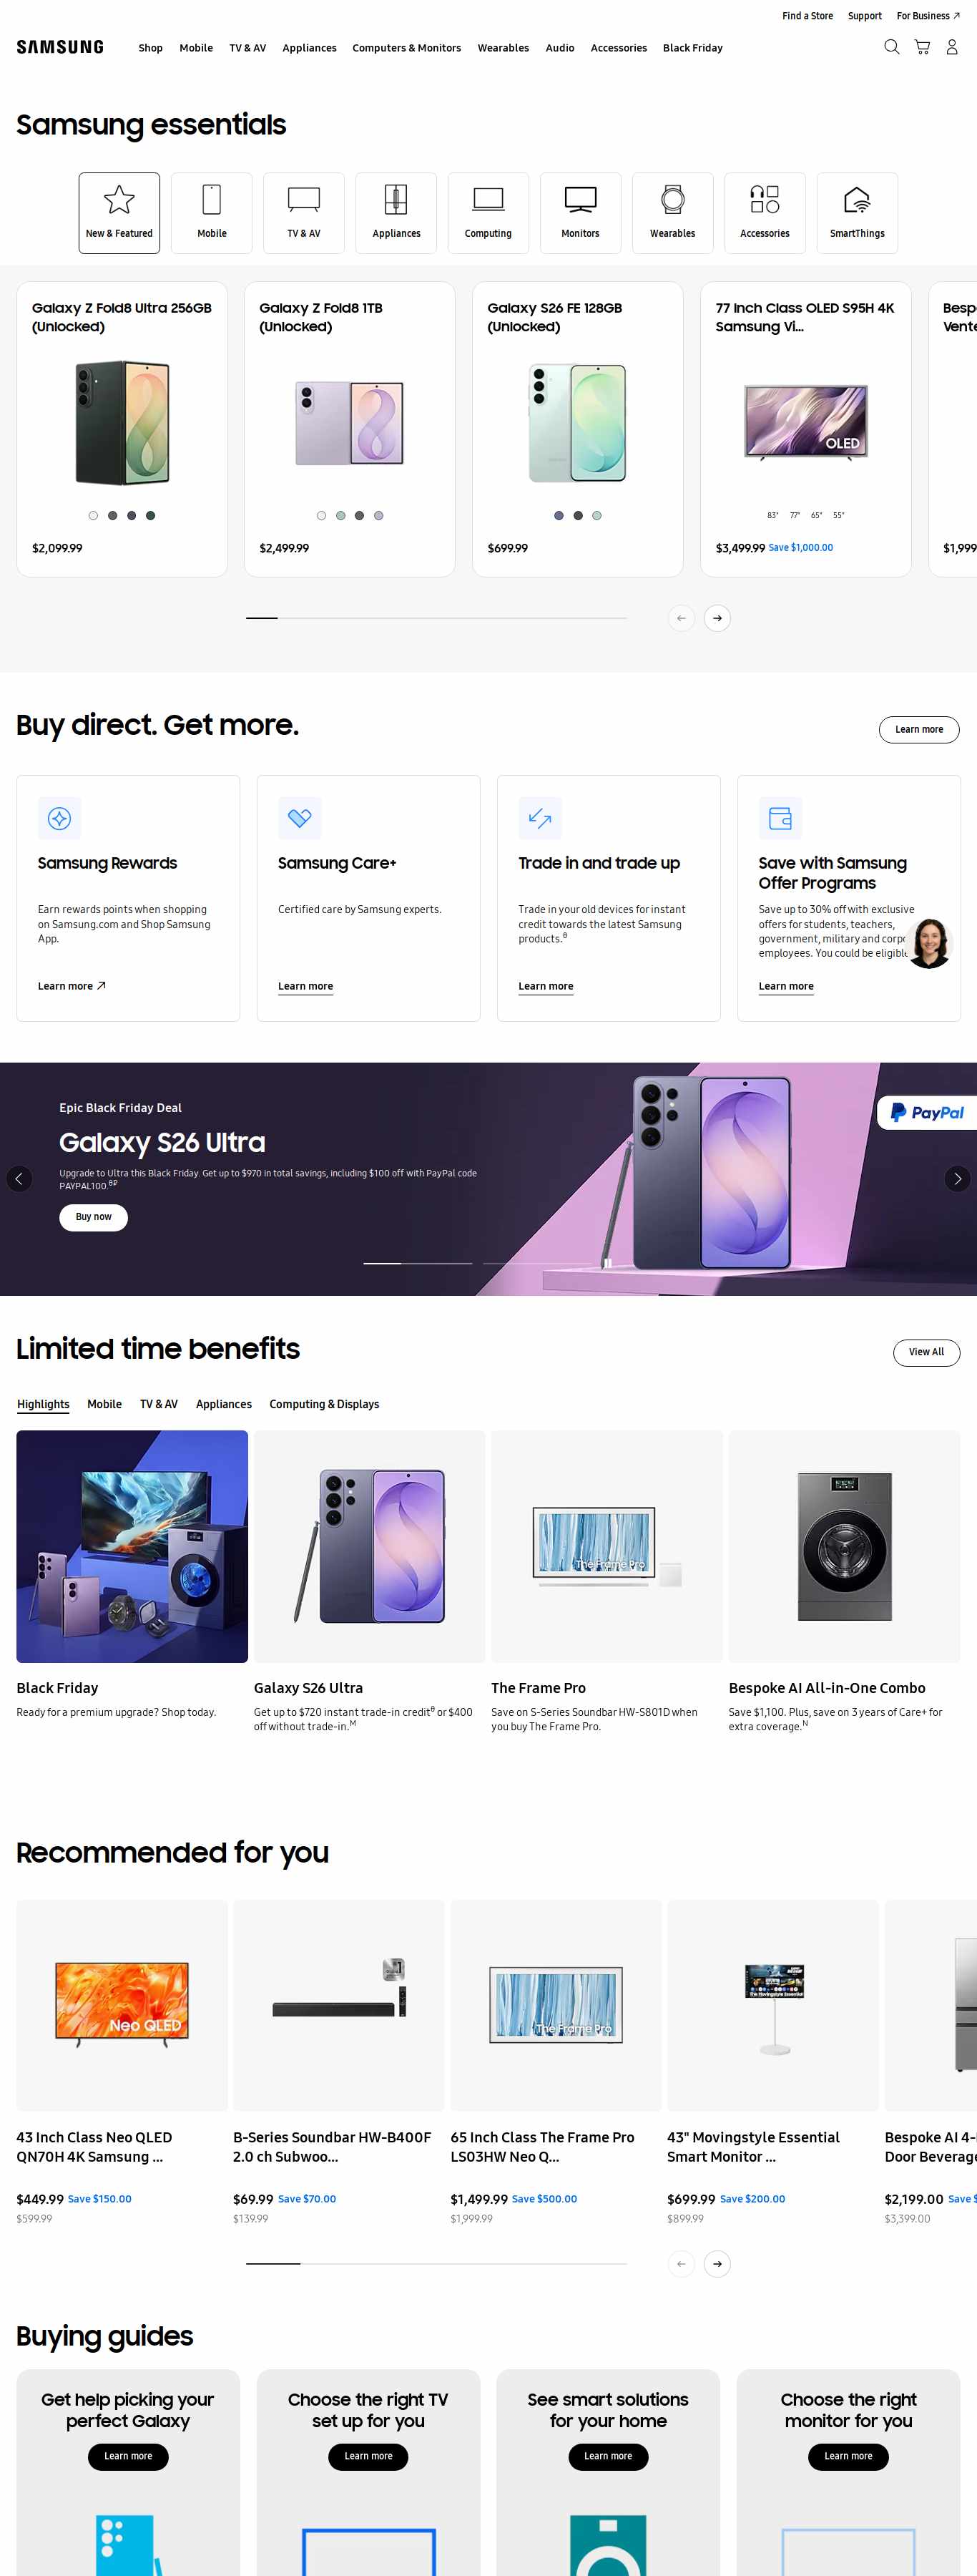 Find a Store Support For Business
SAMSUNG Shop Mobile TV & AV Appliances Computers & Monitors Wearables Audio Accessories Black Friday
Samsung essentials
New & Featured Mobile TV & AV Appliances Computing Monitors Wearables Accessories SmartThings
Galaxy Z Fold8 Ultra 256GB
(Unlocked)
$2,099.99
Galaxy Z Fold8 1TB
(Unlocked)
$2,499.99
Galaxy S26 FE 128GB
(Unlocked)
$699.99
77 Inch Class OLED S95H 4K
Samsung Vi...
OLED
83" 77" 65" 55"
$3,499.99 Save $1,000.00
Buy direct. Get more.
Learn more
Samsung Rewards
Earn rewards points when shopping
on Samsung.com and Shop Samsung
App.
Learn more
Samsung Care+
Certified care by Samsung experts.
Learn more
Trade in and trade up
Trade in your old devices for instant
credit towards the latest Samsung
products.θ
Learn more
Save with Samsung
Offer Programs
Save up to 30% off with exclusive
offers for students, teachers,
government, military and
employees. You could be
Learn more
Epic Black Friday Deal
Galaxy S26 Ultra
Upgrade to Ultra this Black Friday. Get up to $970 in total savings, including $100 off with PayPal code
PAYPAL100.
Buy now
PayPal
Limited time benefits
View All
Highlights Mobile TV & AV Appliances Computing & Displays
Black Friday
Ready for a premium upgrade? Shop today.
Galaxy S26 Ultra
Get up to $720 instant trade-in creditθ or $400
off without trade-in.M
The Frame Pro
The Frame Pro
Save on S-Series Soundbar HW-S801D when
you buy The Frame Pro.
Bespoke AI All-in-One Combo
Save $1,100. Plus, save on 3 years of Care+ for
extra coverage.N
Recommended for you
Neo QLED
43 Inch Class Neo QLED
QN70H 4K Samsung ...
$449.99 Save $150.00
$599.99
B-Series Soundbar HW-B400F
2.0 ch Subwoo...
$69.99 Save $70.00
$139.99
The Frame Pro
65 Inch Class The Frame Pro
LS03HW Neo Q...
$1,499.99 Save $500.00
$1,999.99
43" Movingstyle Essential
Smart Monitor ...
$699.99 Save $200.00
$899.99
Bespoke AI 4-
$2,199.00 Save
$3,399.00
Buying guides
Get help picking your
perfect Galaxy
Learn more
Choose the right TV
set up for you
Learn more
See smart solutions
for your home
Learn more
Choose the right
monitor for you
Learn more